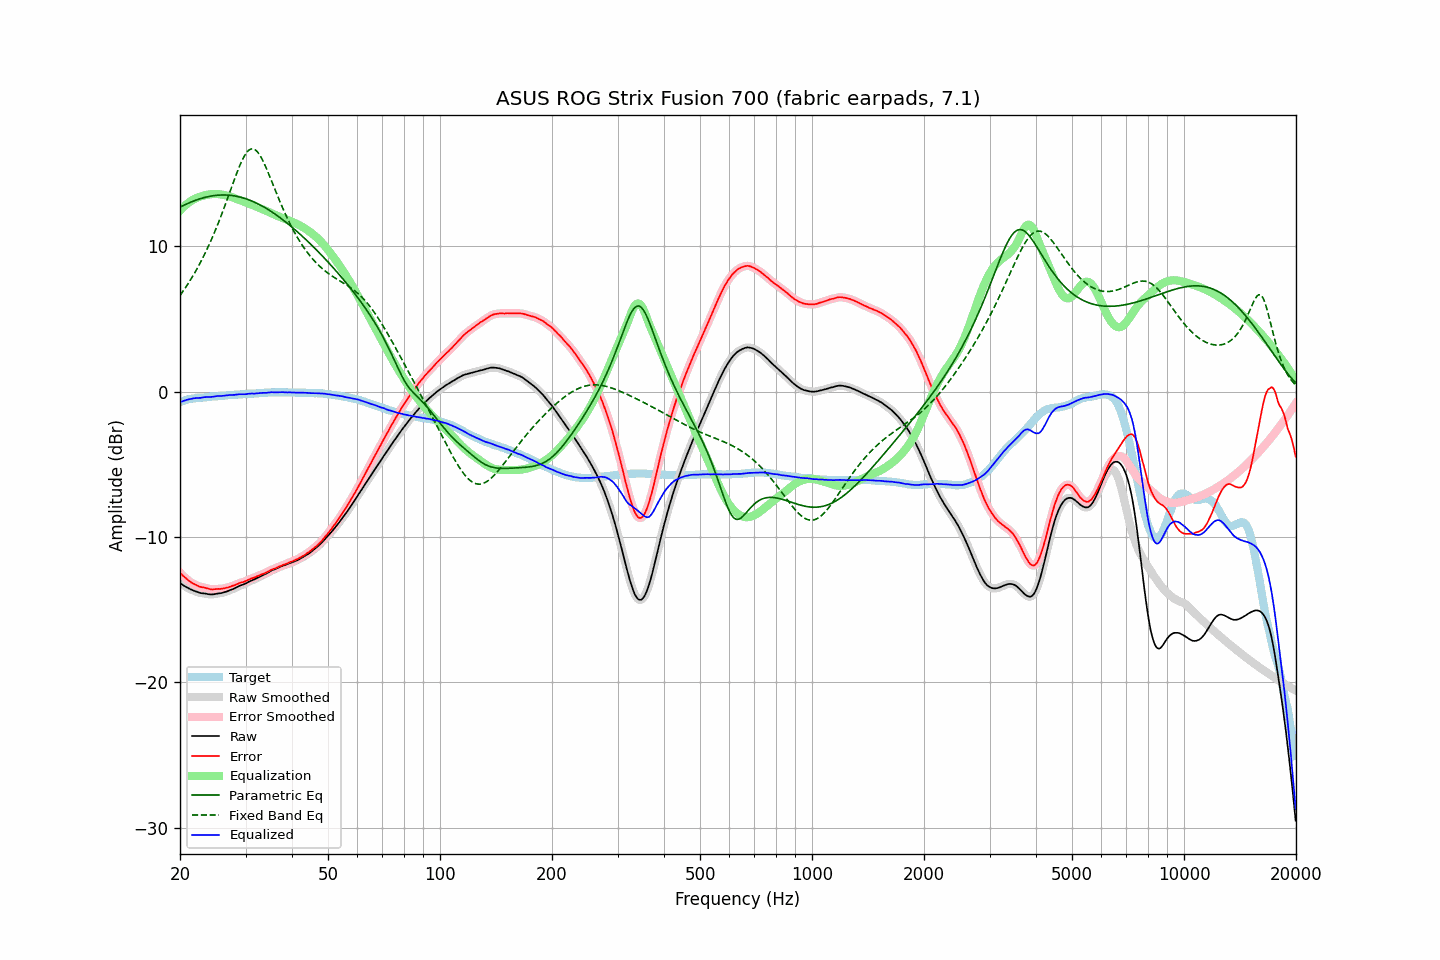 ASUS ROG Strix Fusion 700 (fabric earpads, 7.1)
Amplitude (dBr)
10
0
−10
−20
−30
Target
Raw Smoothed
Error Smoothed
Raw
Error
Equalization
Parametric Eq
Fixed Band Eq
Equalized
20 50 100 200 500 1000 2000 5000 10000 20000
Frequency (Hz)